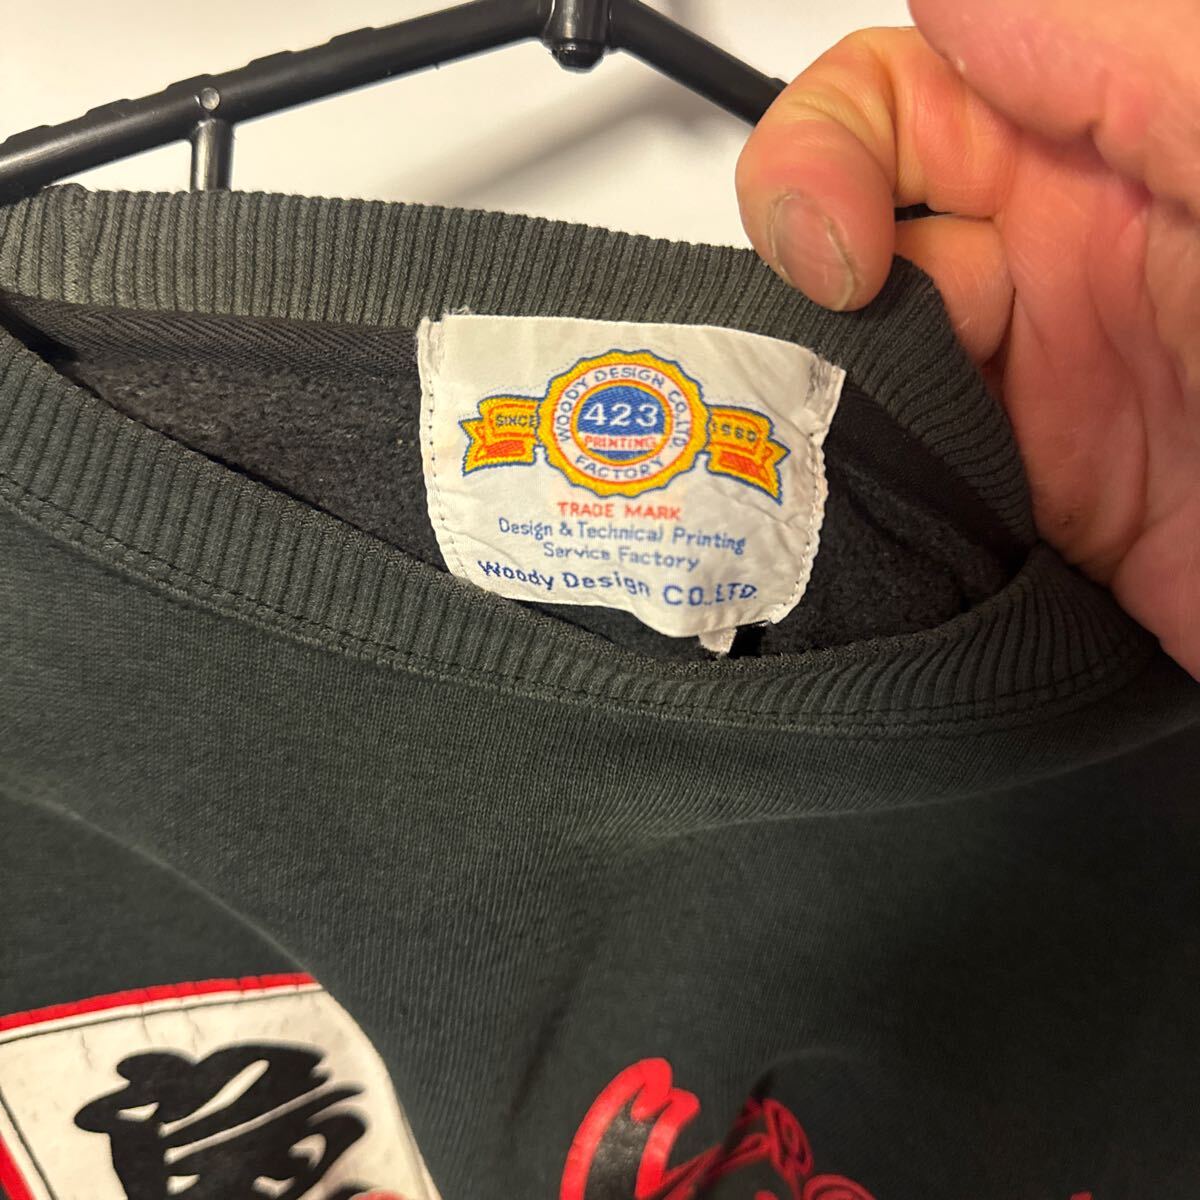 WOODY DESIGN CO.,LTD.
SINCE 423 1960
PRINTING
FACTORY
TRADE MARK
Design & Technical Printing
Service Factory
Woody Design CO.,LTD.